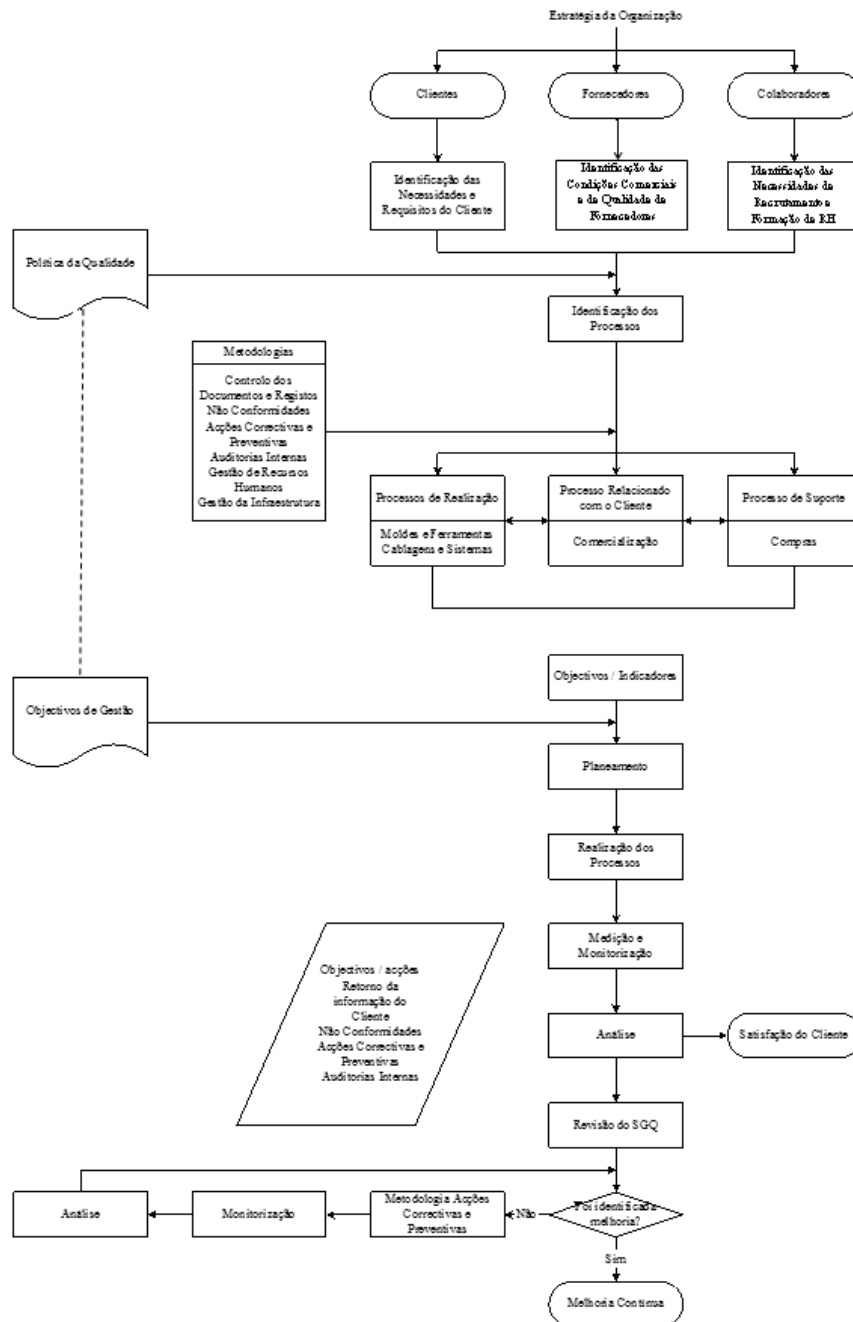 Estratégia da Organização
Clientes
Fornecedores
Colaboradores
Identificação das
Necessidades e
Requisitos do Cliente
Identificação das
Condições Comerciais
e da Qualidade de
Fornecedores
Identificação das
Necessidades de
Recrutamento e
Formação de RH
Política da Qualidade
Identificação dos
Processos
Metodologias
Controlo dos
Documentos e Registos
Não Conformidades
Acções Correctivas e
Preventivas
Auditorias Internas
Gestão de Recursos
Humanos
Gestão da Infraestrutura
Processos de Realização
Moldes e Ferramentas
Cablagens e Sistemas
Processo Relacionado
com o Cliente
Comercialização
Processo de Suporte
Compras
Objectivos / Indicadores
Objectivos de Gestão
Planeamento
Realização dos
Processos
Medição e
Monitorização
Objectivos / acções
Retorno da
informação do
Cliente
Não Conformidades
Acções Correctivas e
Preventivas
Auditorias Internas
Análise
Satisfação do Cliente
Revisão do SGQ
Foi identificada
melhoria?
Não
Metodologia Acções
Correctivas e
Preventivas
Monitorização
Análise
Sim
Melhoria Contínua